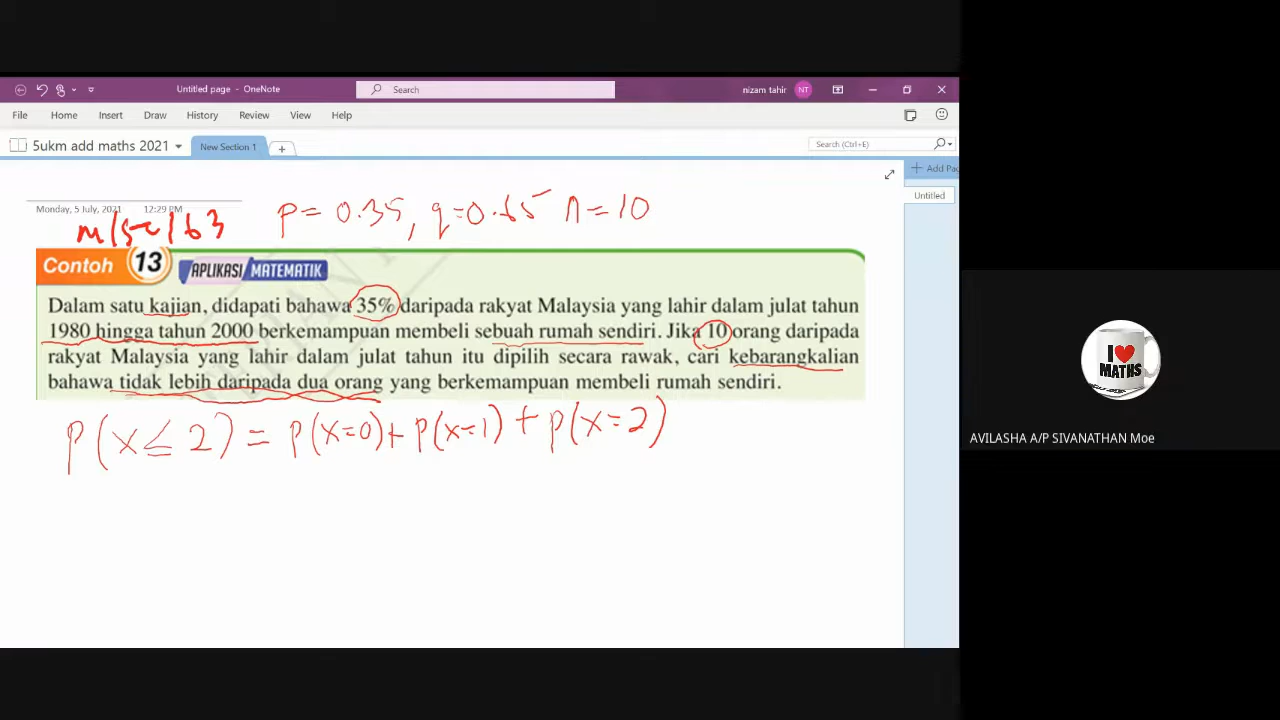 Untitled page - OneNote
Search
nizam tahir
NT
File Home Insert Draw History Review View Help
5ukm add maths 2021
New Section 1
Search (Ctrl+E)
Add Pag
Untitled
Monday, 5 July, 2021 12:29 PM
m/s 163
p = 0.35, q = 0.65 n = 10
Contoh 13 APLIKASI MATEMATIK
Dalam satu kajian, didapati bahawa 35% daripada rakyat Malaysia yang lahir dalam julat tahun
1980 hingga tahun 2000 berkemampuan membeli sebuah rumah sendiri. Jika 10 orang daripada
rakyat Malaysia yang lahir dalam julat tahun itu dipilih secara rawak, cari kebarangkalian
bahawa tidak lebih daripada dua orang yang berkemampuan membeli rumah sendiri.
P(X ≤ 2) = P(X=0) + P(X=1) + P(X=2)
I ❤ MATHS
AVILASHA A/P SIVANATHAN Moe